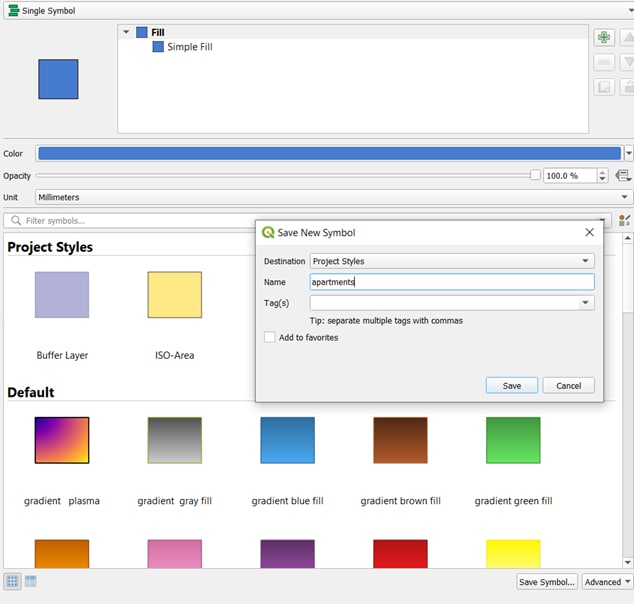 Single Symbol
Fill
Simple Fill
Color
Opacity
100.0 %
Unit
Millimeters
Filter symbols...
Project Styles
Buffer Layer
ISO-Area
Save New Symbol
Destination
Project Styles
Name
apartments
Tag(s)
Tip: separate multiple tags with commas
Add to favorites
Save
Cancel
Default
gradient plasma
gradient gray fill
gradient blue fill
gradient brown fill
gradient green fill
Save Symbol...
Advanced